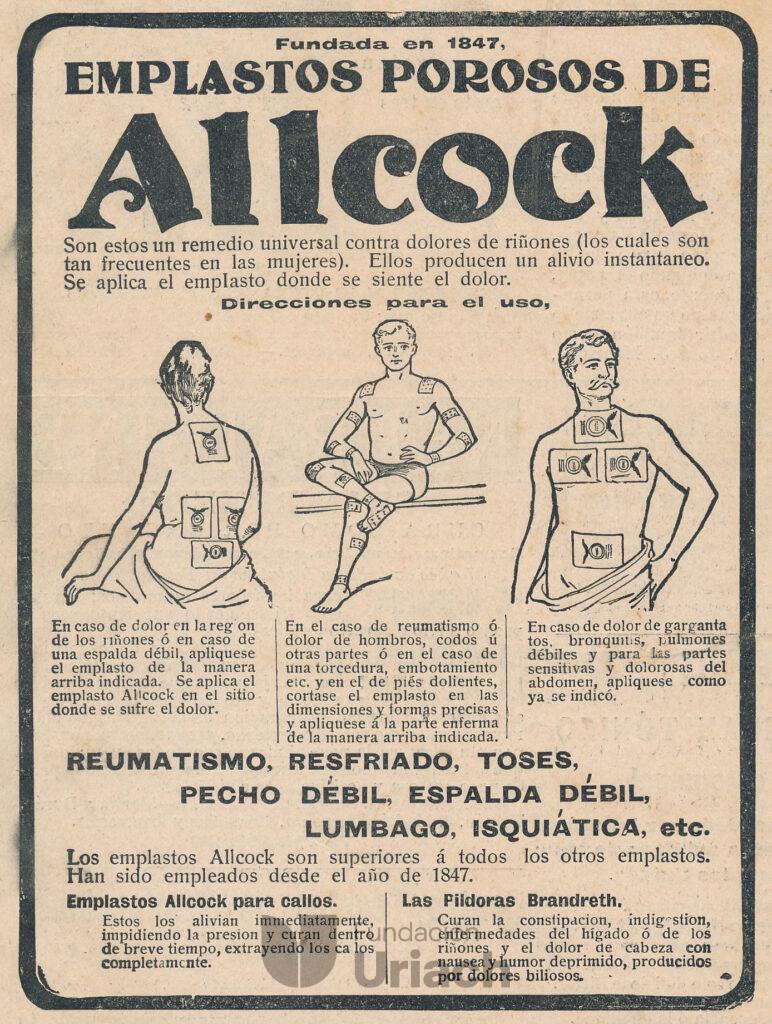 Fundada en 1847,
EMPLASTOS POROSOS DE
Allcock
Son estos un remedio universal contra dolores de riñones (los cuales son
tan frecuentes en las mujeres). Ellos producen un alivio instantaneo.
Se aplica el emplasto donde se siente el dolor.
Direcciones para el uso,
En caso de dolor en la reg on
de los riñones ó en caso de
una espalda débil, apliquese
el emplasto de la manera
arriba indicada. Se aplica el
emplasto Allcock en el sitio
donde se sufre el dolor.
En el caso de reumatismo ó
dolor de hombros, codos ú
otras partes ó en el caso de
una torcedura, embotamiento
etc. y en el de piés dolientes,
cortase el emplasto en las
dimensiones y formas precisas
y apliquese á la parte enferma
de la manera arriba indicada.
En caso de dolor de garganta
tos, bronquitis, pulmones
débiles y para las partes
sensitivas y dolorosas del
abdomen, apliquese como
ya se indicó.
REUMATISMO, RESFRIADO, TOSES,
PECHO DÉBIL, ESPALDA DÉBIL,
LUMBAGO, ISQUIÁTICA, etc.
Los emplastos Allcock son superiores á todos los otros emplastos.
Han sido empleados desde el año de 1847.
Emplastos Allcock para callos.
Estos los alivian immediatamente,
impidiendo la presion y curan dentro
de breve tiempo, extrayendo los ca los
completamente.
Las Píldoras Brandreth.
Curan la constipacion, indigestion,
enfermedades del hígado ó de los
riñones y el dolor de cabeza con
nausea y humor deprimido, producidos
por dolores biliosos.
fundación
Uriach